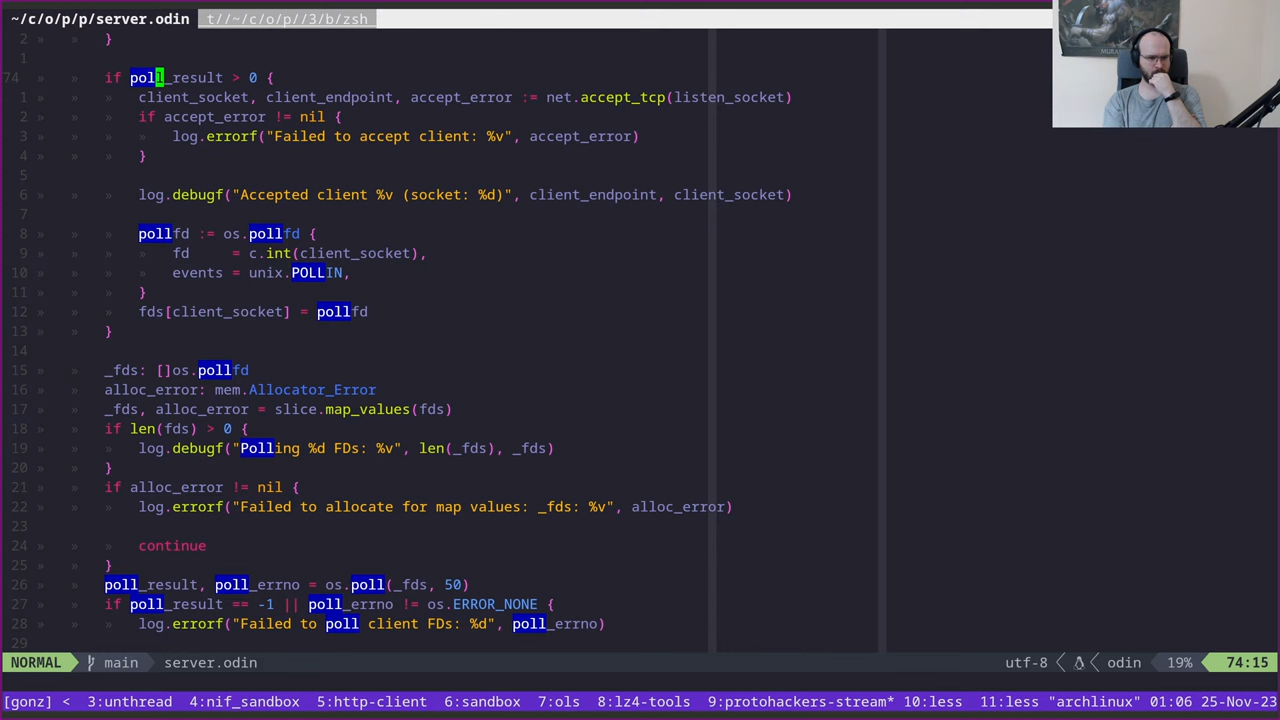 ~/c/o/p/p/server.odin t//~/c/o/p//3/b/zsh
2 » » }
1
74 » » if poll_result > 0 {
1 » » » client_socket, client_endpoint, accept_error := net.accept_tcp(listen_socket)
2 » » » if accept_error != nil {
3 » » » » log.errorf("Failed to accept client: %v", accept_error)
4 » » » }
5
6 » » » log.debugf("Accepted client %v (socket: %d)", client_endpoint, client_socket)
7
8 » » » pollfd := os.pollfd {
9 » » » » fd     = c.int(client_socket),
10 » » » » events = unix.POLLIN,
11 » » » }
12 » » » fds[client_socket] = pollfd
13 » » }
14
15 » » _fds: []os.pollfd
16 » » alloc_error: mem.Allocator_Error
17 » » _fds, alloc_error = slice.map_values(fds)
18 » » if len(fds) > 0 {
19 » » » log.debugf("Polling %d FDs: %v", len(_fds), _fds)
20 » » }
21 » » if alloc_error != nil {
22 » » » log.errorf("Failed to allocate for map values: _fds: %v", alloc_error)
23
24 » » » continue
25 » » }
26 » » poll_result, poll_errno = os.poll(_fds, 50)
27 » » if poll_result == -1 || poll_errno != os.ERROR_NONE {
28 » » » log.errorf("Failed to poll client FDs: %d", poll_errno)
29
NORMAL main server.odin utf-8 odin 19% 74:15
[gonz] < 3:unthread 4:nif_sandbox 5:http-client 6:sandbox 7:ols 8:lz4-tools 9:protohackers-stream* 10:less 11:less "archlinux" 01:06 25-Nov-23